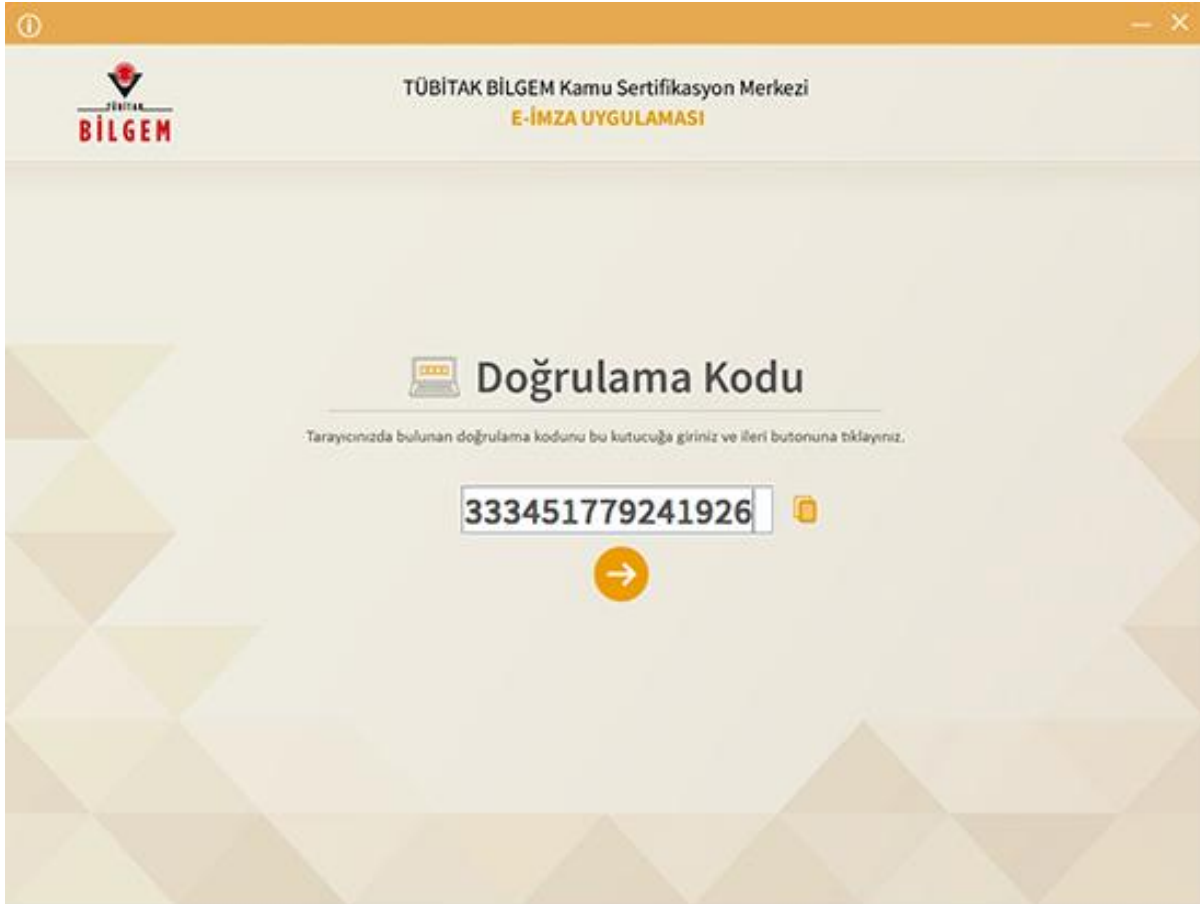 TÜBİTAK
BİLGEM
TÜBİTAK BİLGEM Kamu Sertifikasyon Merkezi
E-İMZA UYGULAMASI
Doğrulama Kodu
Tarayıcınızda bulunan doğrulama kodunu bu kutucuğa giriniz ve ileri butonuna tıklayınız.
333451779241926